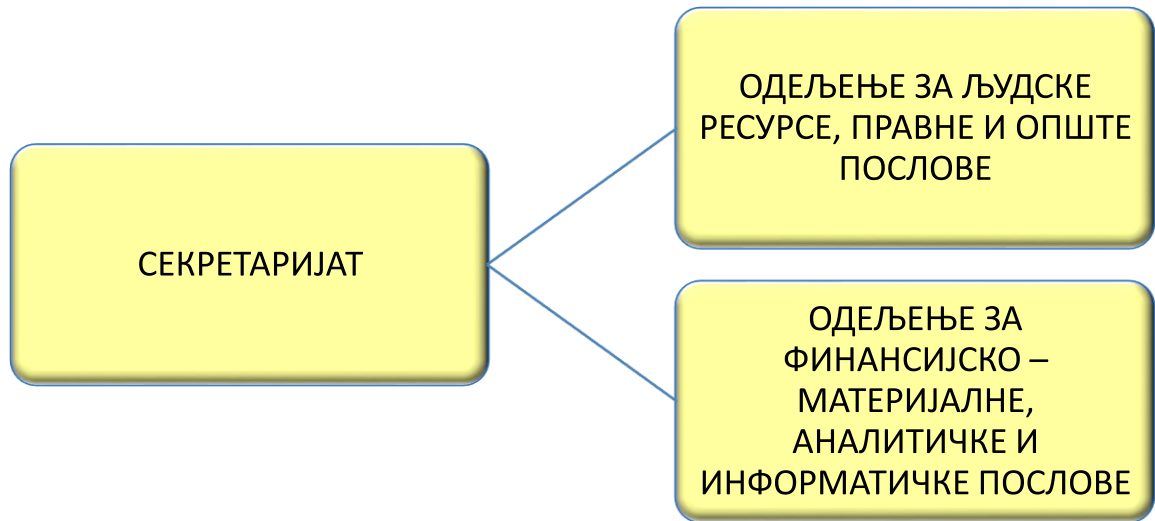 СЕКРЕТАРИЈАТ
ОДЕЉЕЊЕ ЗА ЉУДСКЕ
РЕСУРСЕ, ПРАВНЕ И ОПШТЕ
ПОСЛОВЕ
ОДЕЉЕЊЕ ЗА
ФИНАНСИЈСКО –
МАТЕРИЈАЛНЕ,
АНАЛИТИЧКЕ И
ИНФОРМАТИЧКЕ ПОСЛОВЕ